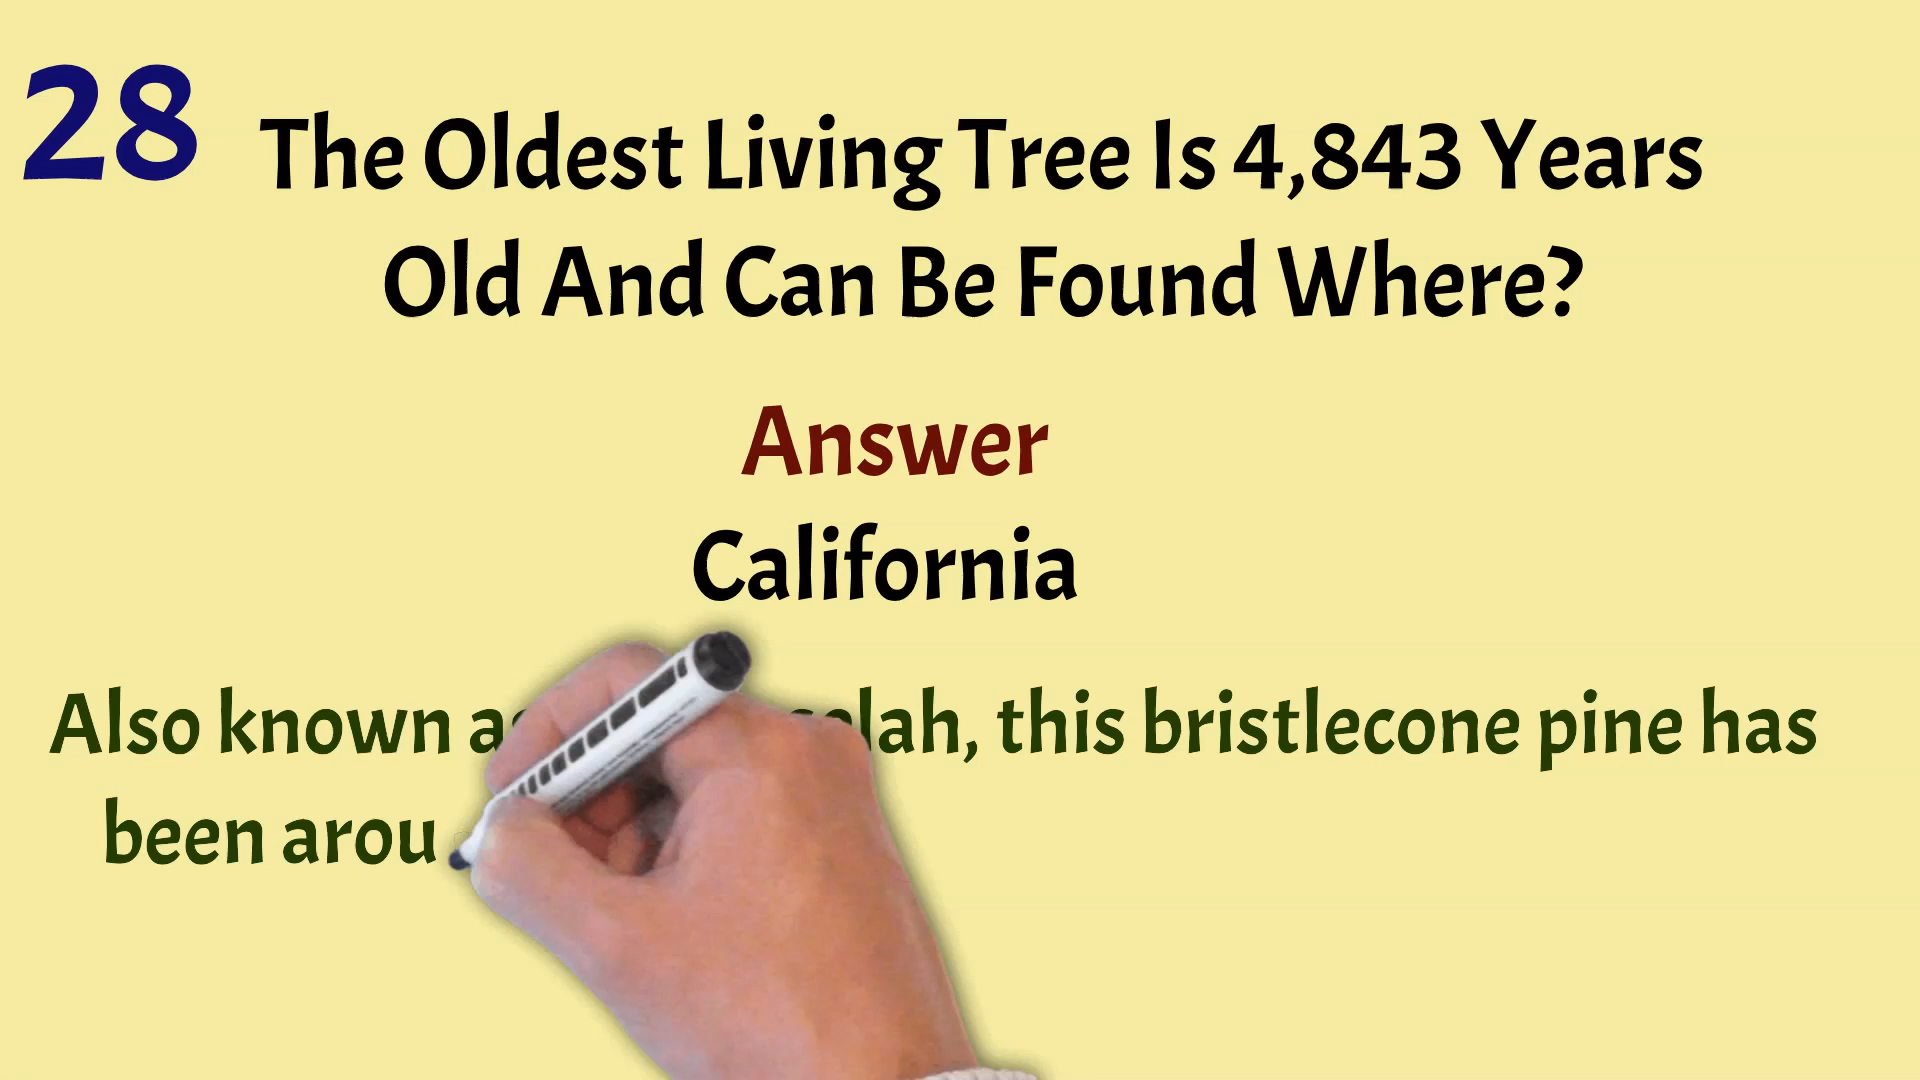 28
The Oldest Living Tree Is 4,843 Years
Old And Can Be Found Where?
Answer
California
Also known as this bristlecone pine has
been arou